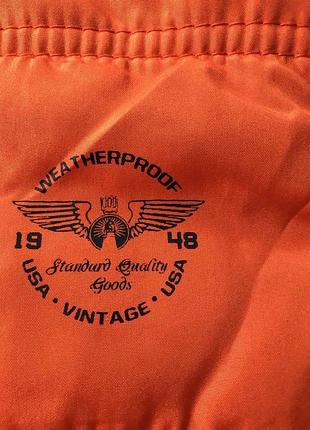 WEATHERPROOF
19 48
Standard Quality
Goods
USA • VINTAGE • USA